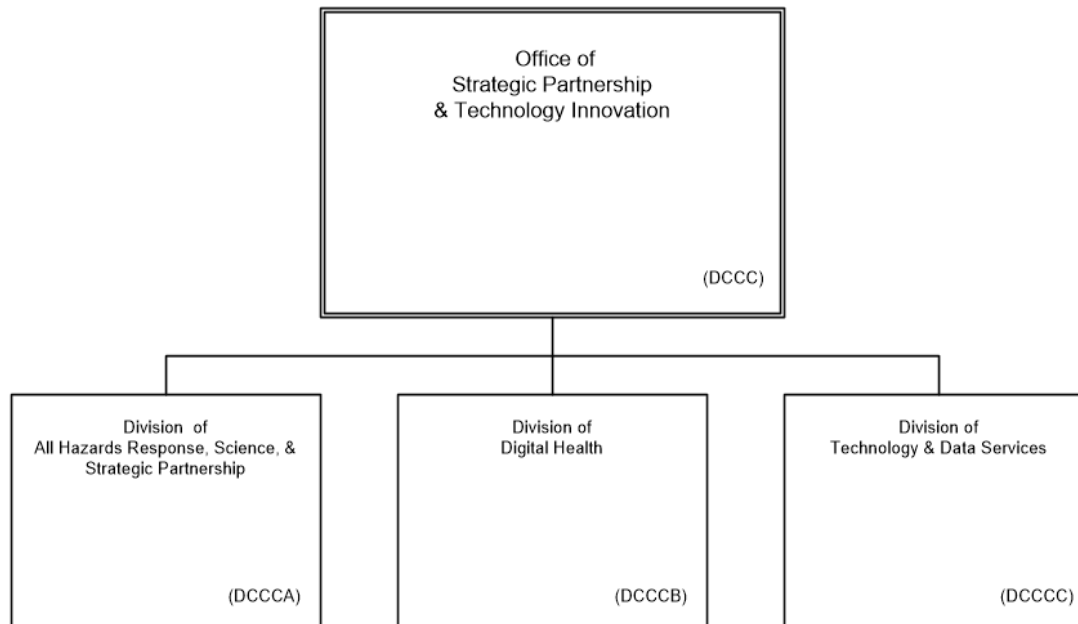 Office of
Strategic Partnership
& Technology Innovation
(DCCC)
Division of
All Hazards Response, Science, &
Strategic Partnership
(DCCCA)
Division of
Digital Health
(DCCCB)
Division of
Technology & Data Services
(DCCCC)